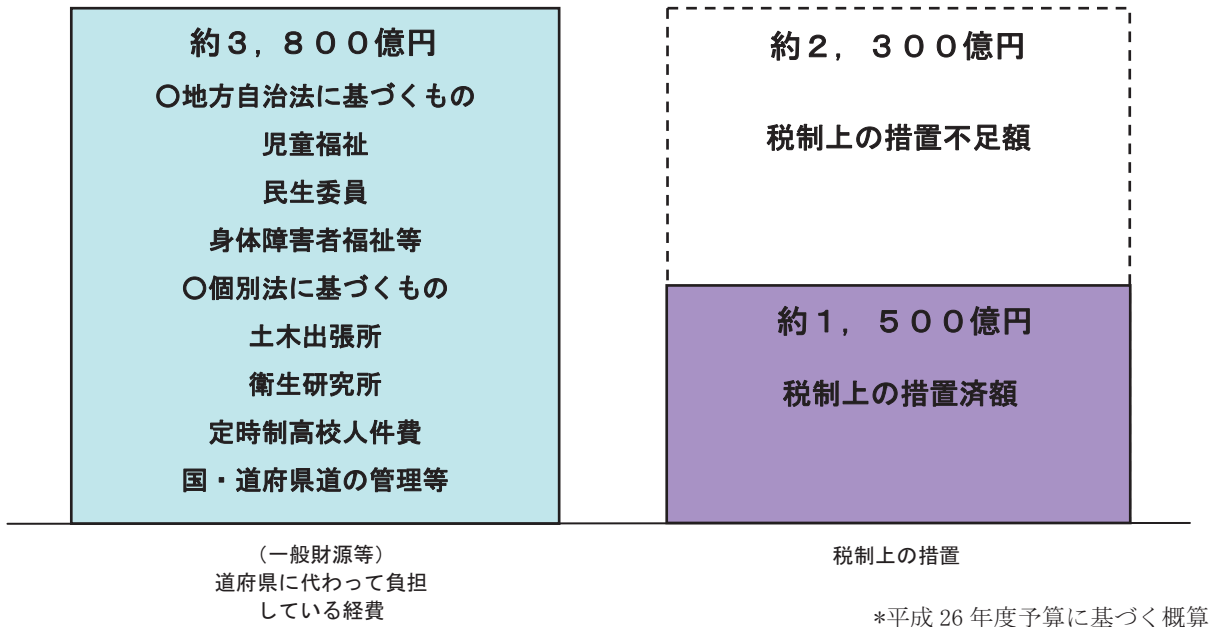 約３，８００億円
〇地方自治法に基づくもの
児童福祉
民生委員
身体障害者福祉等
〇個別法に基づくもの
土木出張所
衛生研究所
定時制高校人件費
国・道府県道の管理等
（一般財源等）
道府県に代わって負担
している経費
約２，３００億円
税制上の措置不足額
約１，５００億円
税制上の措置済額
税制上の措置
*平成 26 年度予算に基づく概算